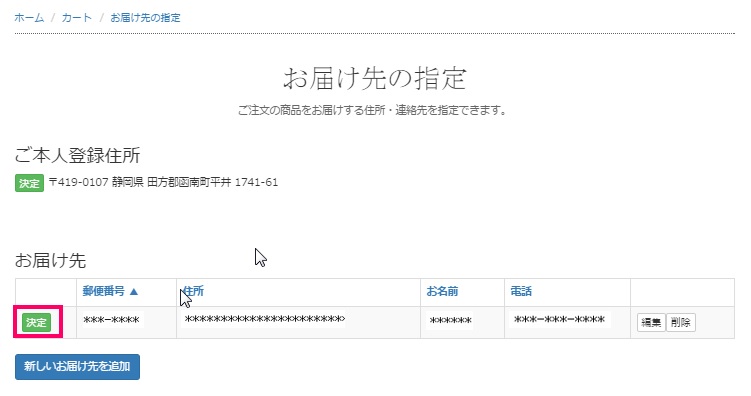 ホーム / カート / お届け先の指定
お届け先の指定
ご注文の商品をお届けする住所・連絡先を指定できます。
ご本人登録住所
決定 〒419-0107 静岡県 田方郡函南町平井 1741-61
お届け先
郵便番号 ▲ 住所 お名前 電話
決定 ***-**** ********************** ****** ***-***-**** 編集 削除
新しいお届け先を追加